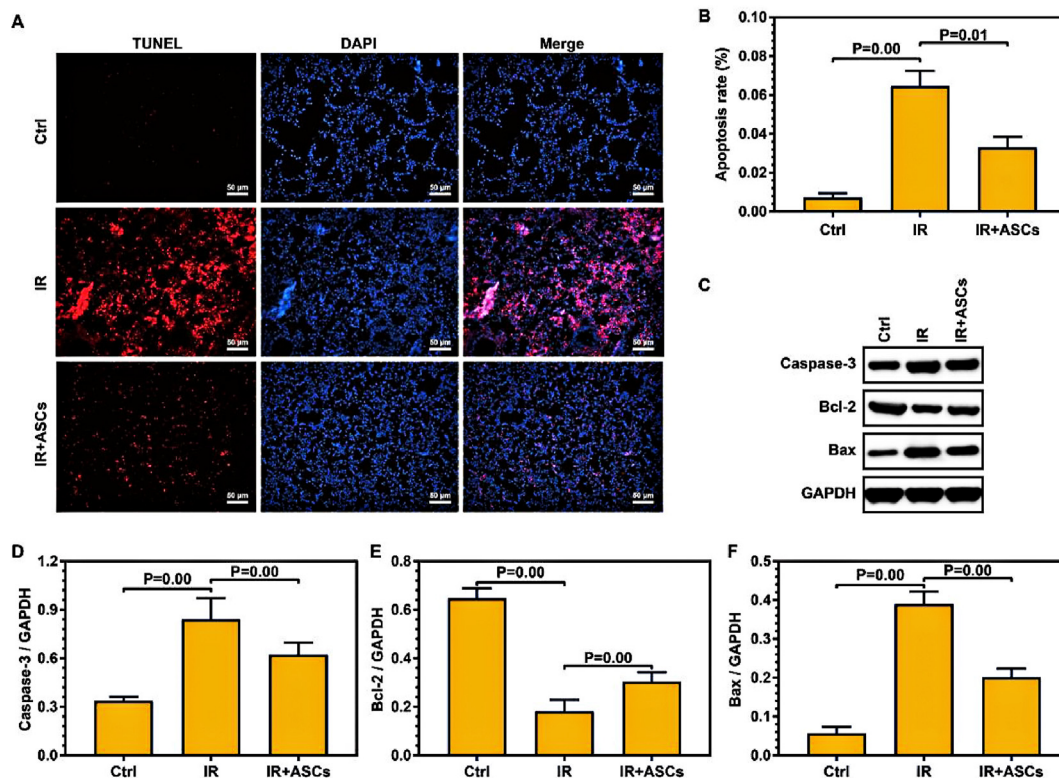 A
TUNEL DAPI Merge
Ctrl
50 µm 50 µm 50 µm
IR
50 µm 50 µm 50 µm
IR+ASCs
50 µm 50 µm 50 µm
B
Apoptosis rate (%)
0.08
0.06
0.04
0.02
0.00
P=0.00
P=0.01
Ctrl IR IR+ASCs
C
Ctrl IR IR+ASCs
Caspase-3
Bcl-2
Bax
GAPDH
D
Caspase-3 / GAPDH
1.2
0.9
0.6
0.3
0.0
P=0.00
P=0.00
Ctrl IR IR+ASCs
E
Bcl-2 / GAPDH
0.8
0.6
0.4
0.2
0.0
P=0.00
P=0.00
Ctrl IR IR+ASCs
F
Bax / GAPDH
0.5
0.4
0.3
0.2
0.1
0.0
P=0.00
P=0.00
Ctrl IR IR+ASCs